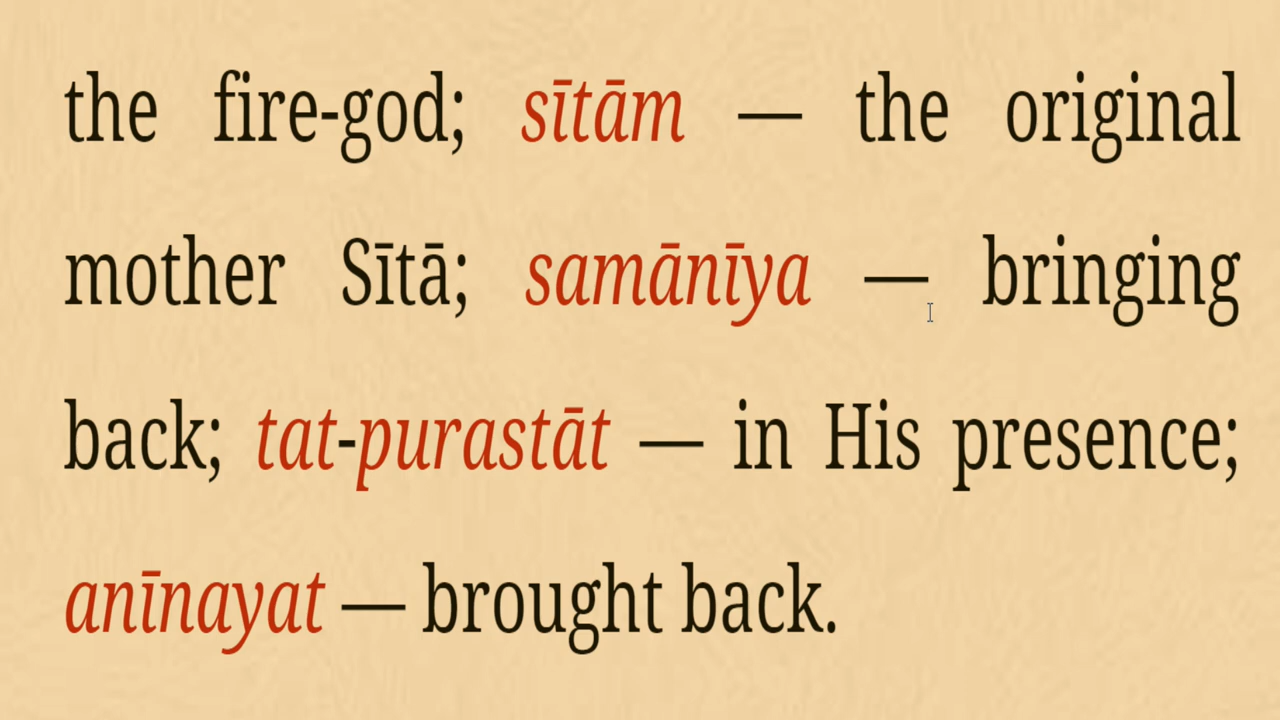 the fire-god; sītām — the original
mother Sītā; samānīya — bringing
back; tat-purastāt — in His presence;
anīnayat — brought back.